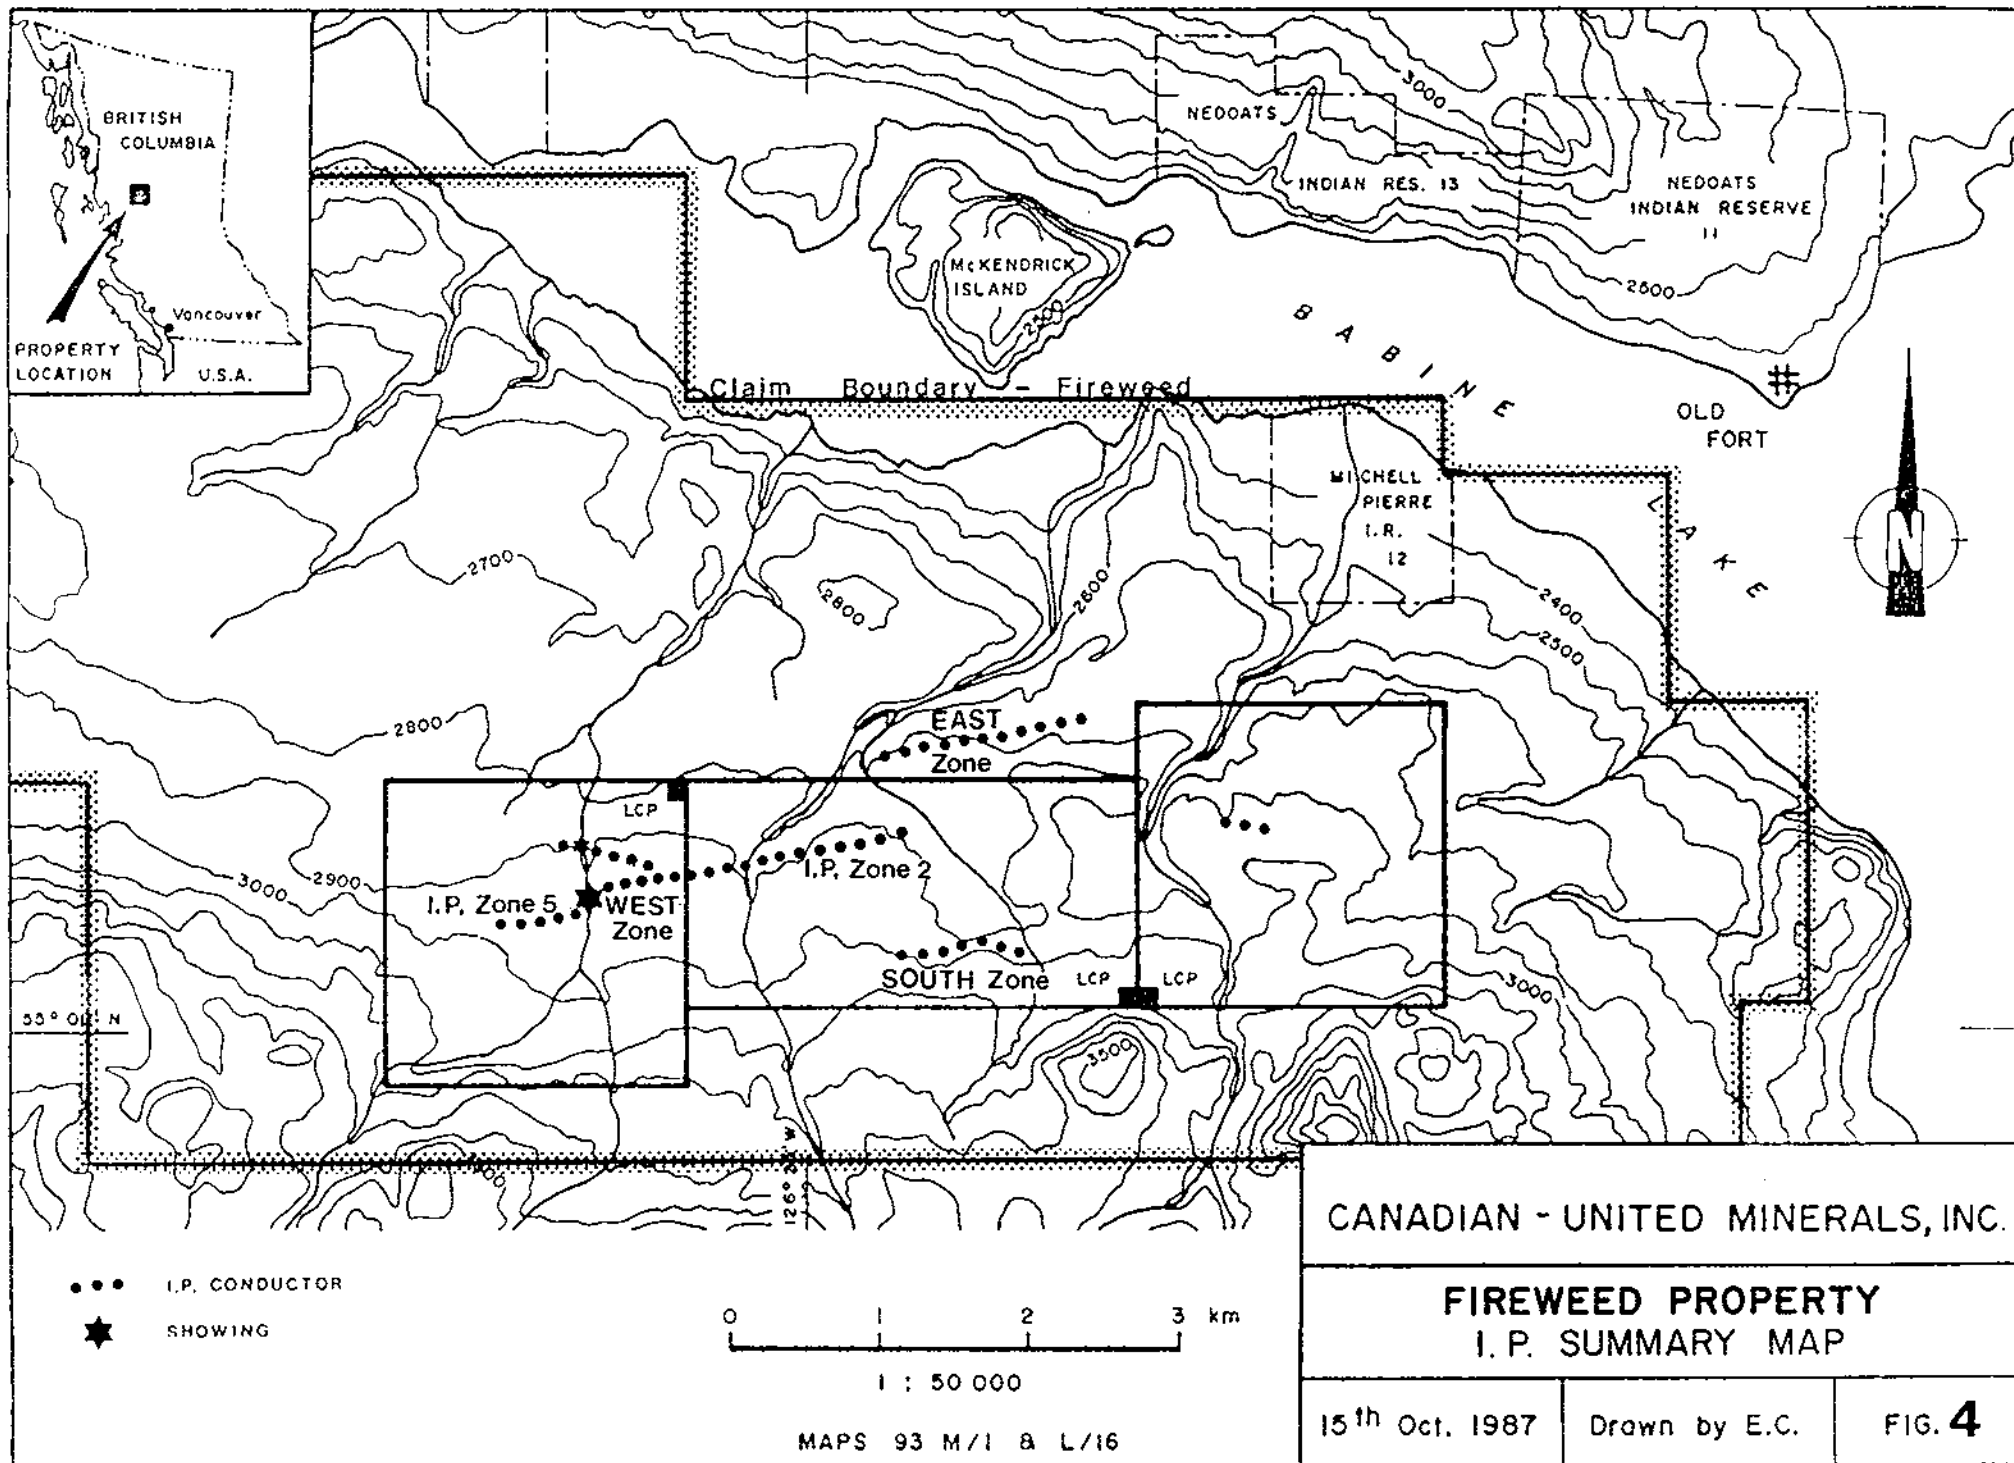 BRITISH
COLUMBIA
Vancouver
PROPERTY
LOCATION
U.S.A.
3000
NEDOATS
INDIAN RES. 13
NEDOATS
INDIAN RESERVE
11
McKENDRICK
ISLAND
2500
2600
BABINE
LAKE
OLD
FORT
Claim Boundary - Fireweed
MICHELL
PIERRE
I.R.
12
N
2700
2800
2600
2400
2500
2800
EAST
Zone
LCP
I.P. Zone 2
2900
3000
I.P. Zone 5
WEST
Zone
SOUTH Zone
LCP
LCP
3000
3500
CANADIAN - UNITED MINERALS, INC.
I.P. CONDUCTOR
SHOWING
0 1 2 3 km
1 : 50 000
MAPS 93 M/1 & L/16
FIREWEED PROPERTY
I. P. SUMMARY MAP
15th Oct. 1987
Drawn by E.C.
FIG. 4